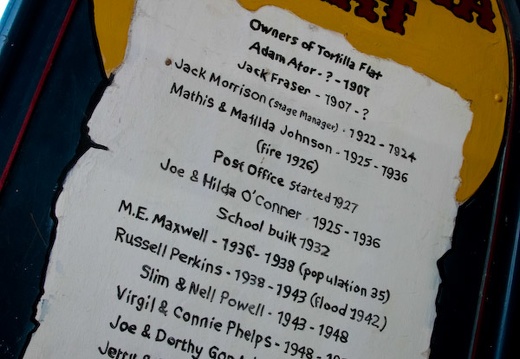 Owners of Tortilla Flat
Adam Ator - ? - 1907
Jack Fraser - 1907 - ?
Jack Morrison (stage Manager) - 1922 - 1924
Mathis & Matilda Johnson - 1925 - 1936
(fire 1926)
Post Office started 1927
Joe & Hilda O'Conner - 1925 - 1936
School built 1932
M.E. Maxwell - 1936 - 1938 (population 35)
Russell Perkins - 1938 - 1943 (flood 1942)
Slim & Nell Powell - 1943 - 1948
Virgil & Connie Phelps - 1948 -
Joe & Dorthy